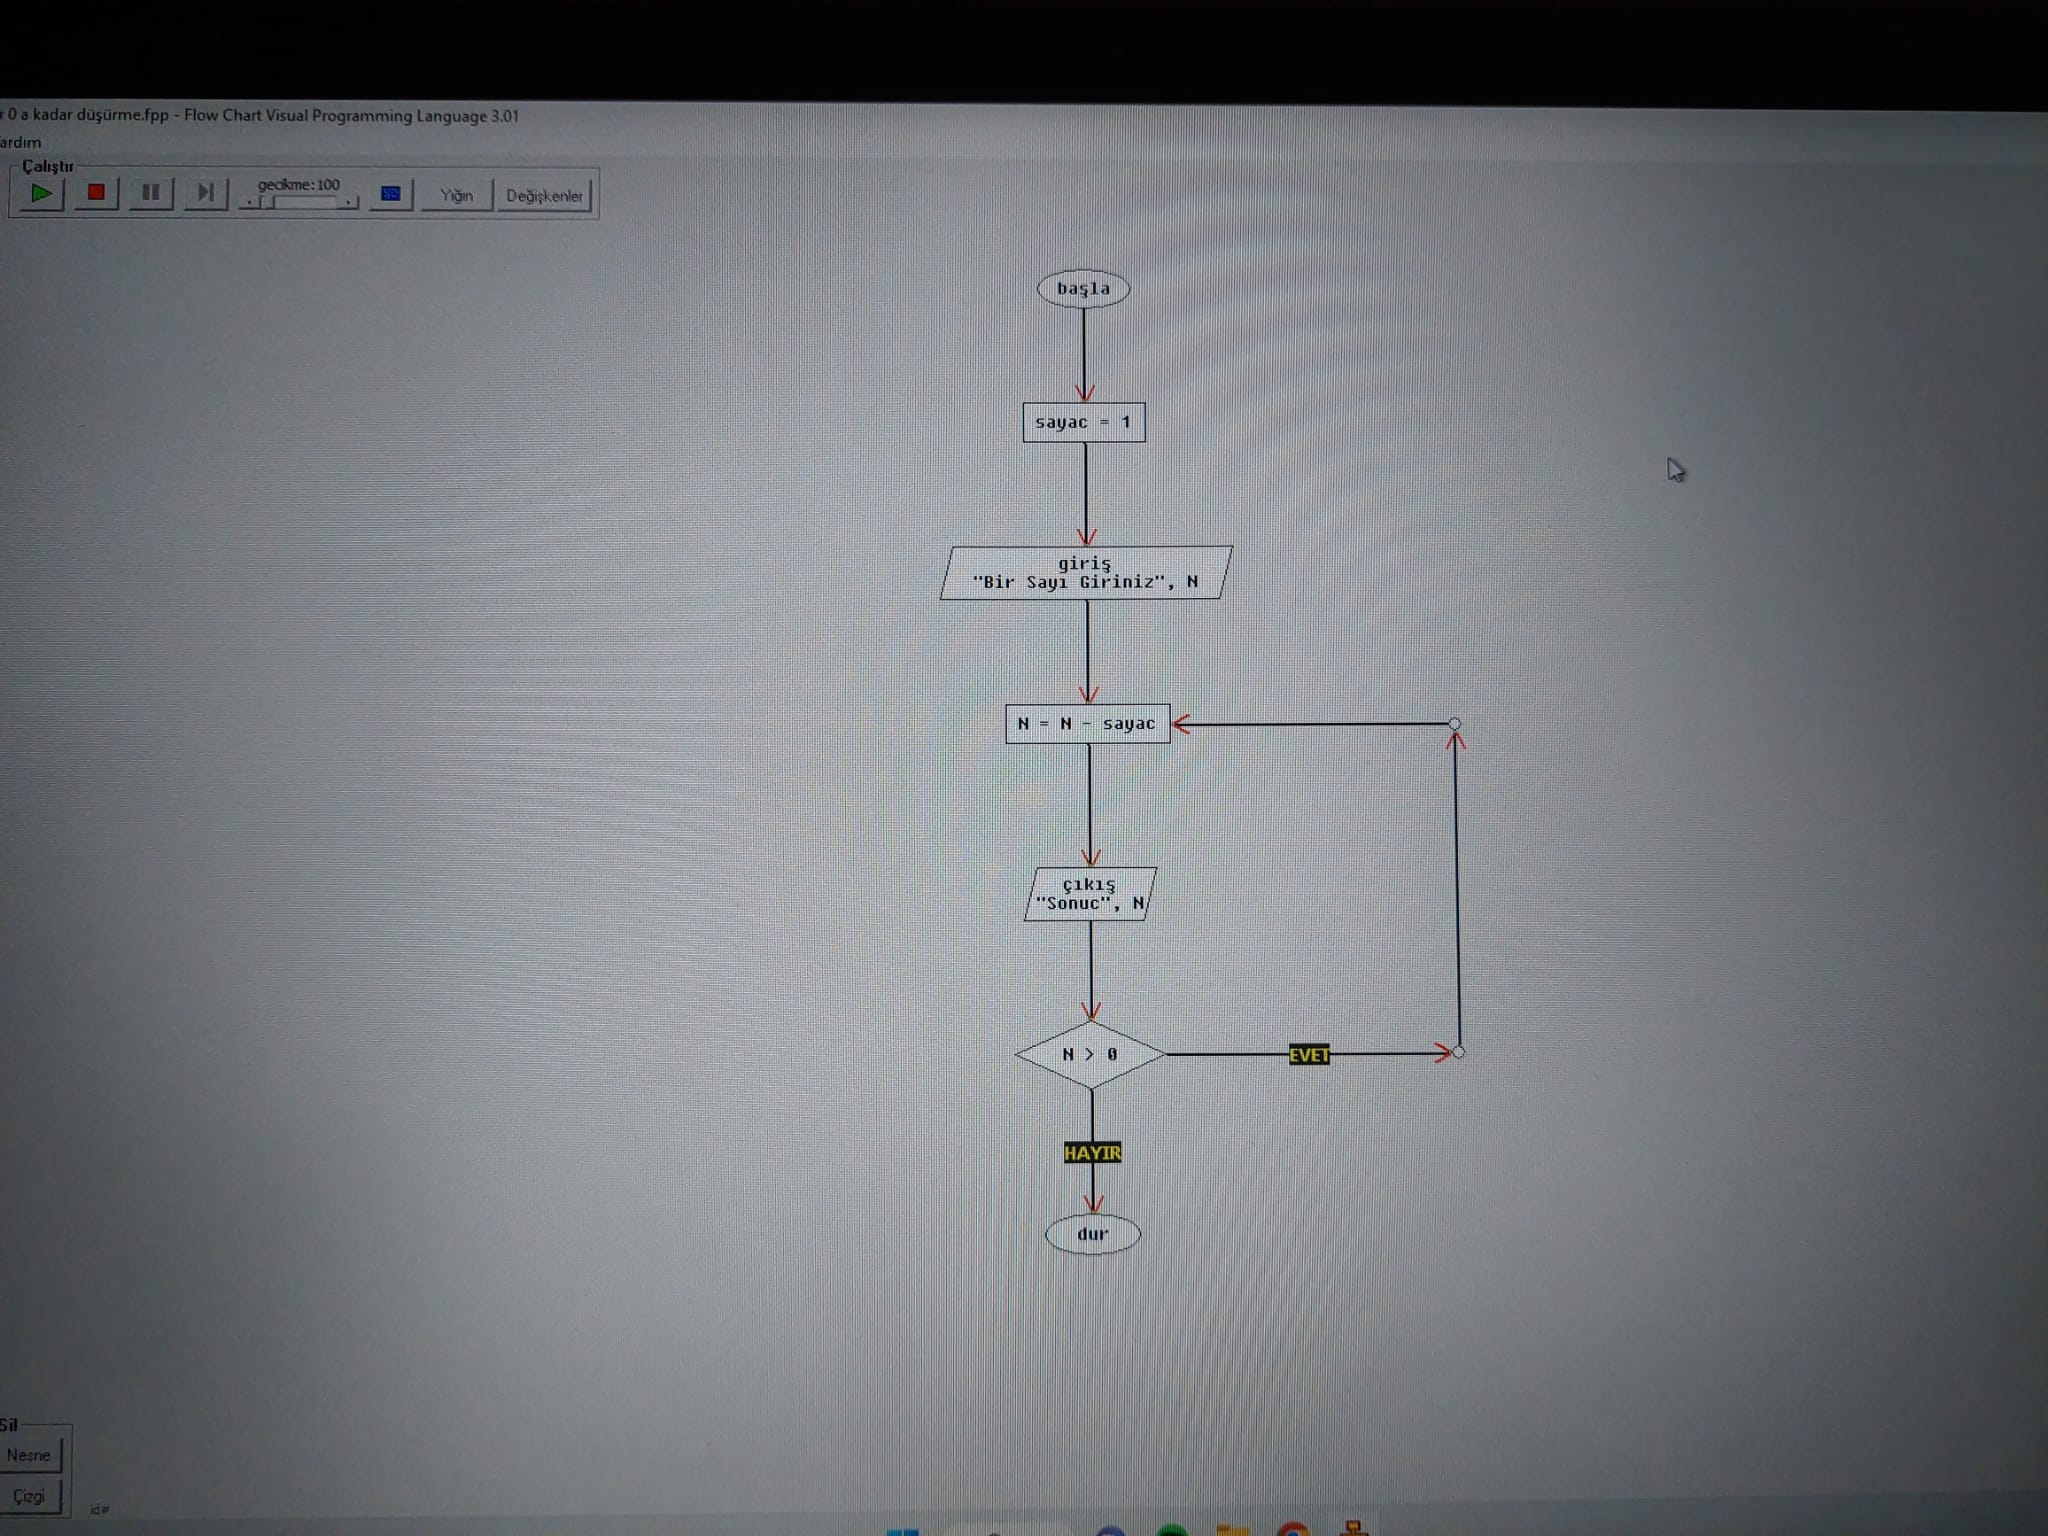 r 0 a kadar düşürme.fpp - Flow Chart Visual Programming Language 3.01
ardım
Çalıştır
gecikme:100
Yığın
Değişkenler
başla
sayac = 1
giriş
"Bir Sayı Giriniz", N
N = N - sayac
çıkış
"Sonuc", N
N > 0
EVET
HAYIR
dur
Sil
Nesne
Çizgi
id#